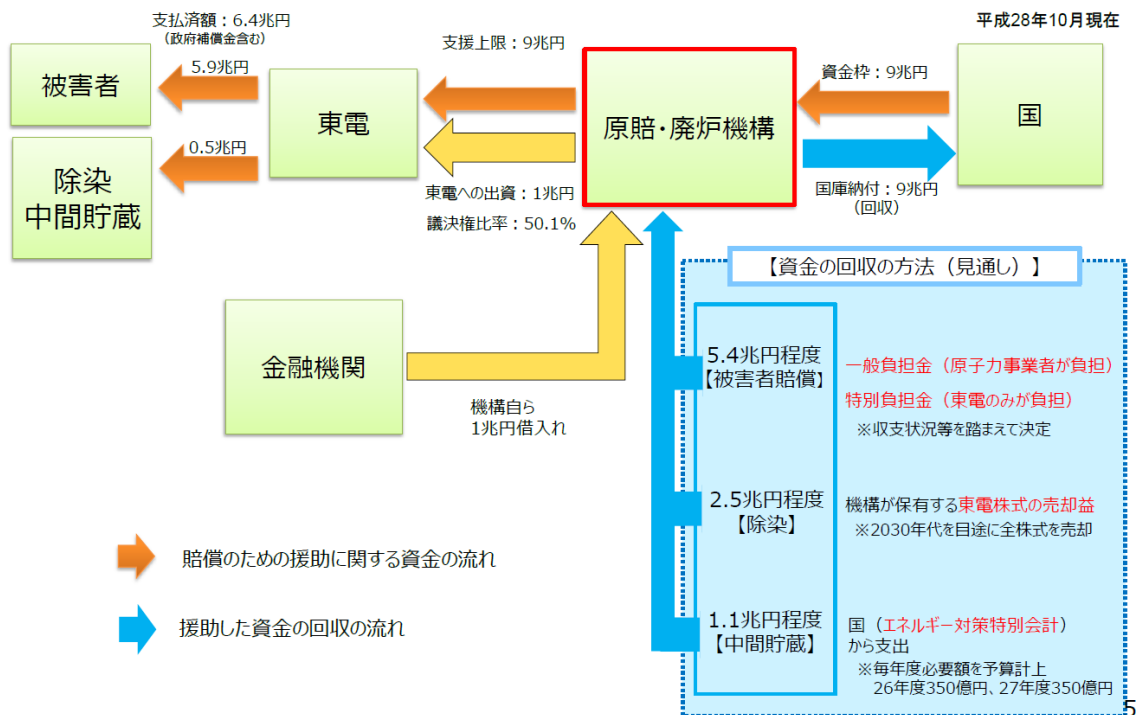 平成28年10月現在
支払済額：6.4兆円
（政府補償金含む）
5.9兆円
被害者
0.5兆円
除染
中間貯蔵
東電
支援上限：9兆円
東電への出資：1兆円
議決権比率：50.1%
原賠・廃炉機構
資金枠：9兆円
国庫納付：9兆円
（回収）
国
金融機関
機構自ら
1兆円借入れ
【資金の回収の方法（見通し）】
5.4兆円程度
【被害者賠償】
一般負担金（原子力事業者が負担）
特別負担金（東電のみが負担）
※収支状況等を踏まえて決定
2.5兆円程度
【除染】
機構が保有する東電株式の売却益
※2030年代を目途に全株式を売却
1.1兆円程度
【中間貯蔵】
国（エネルギー対策特別会計）
から支出
※毎年度必要額を予算計上
26年度350億円、27年度350億円
賠償のための援助に関する資金の流れ
援助した資金の回収の流れ
5